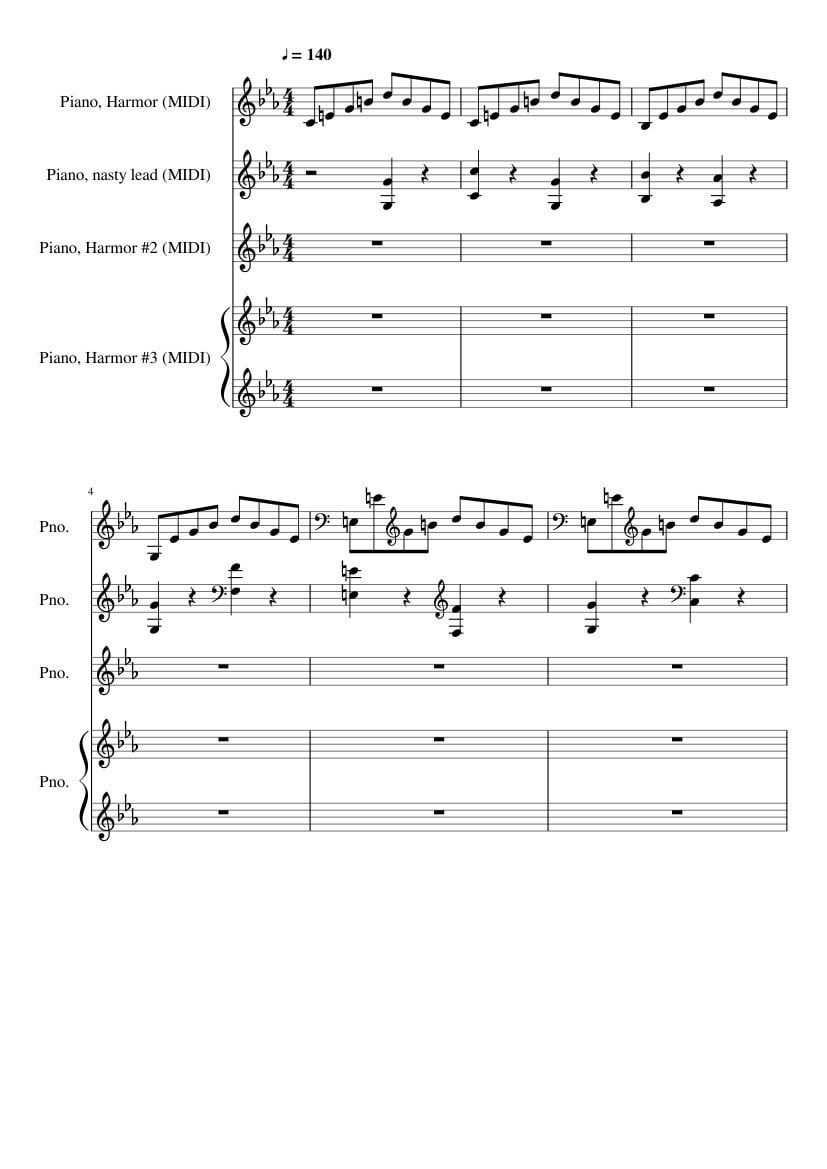 ♩ = 140
Piano, Harmor (MIDI)
Piano, nasty lead (MIDI)
Piano, Harmor #2 (MIDI)
Piano, Harmor #3 (MIDI)
4
Pno.
Pno.
Pno.
Pno.